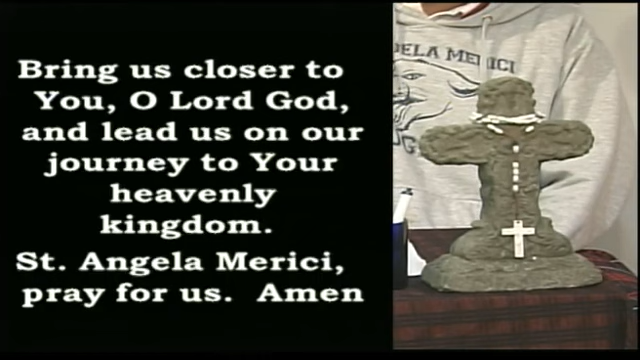 Bring us closer to
You, O Lord God,
and lead us on our
journey to Your
heavenly
kingdom.
St. Angela Merici,
pray for us.  Amen
ELA MERICI